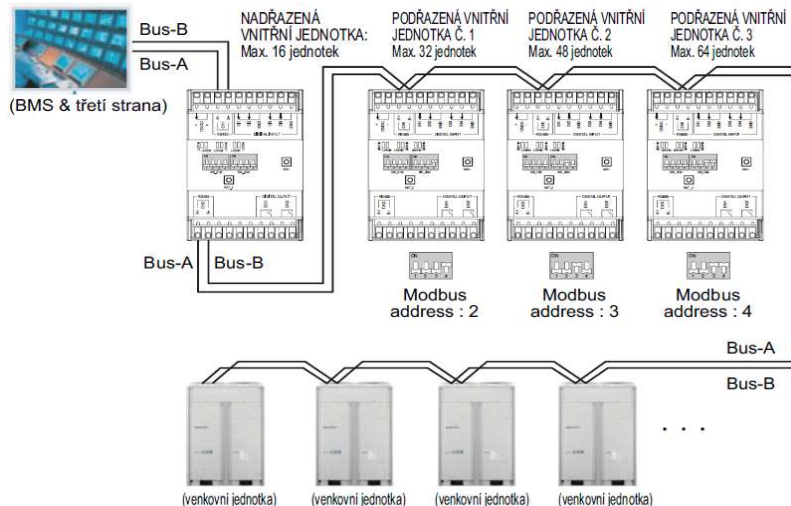 Bus-B
Bus-A
(BMS & třetí strana)
NADŘAZENÁ
VNITŘNÍ JEDNOTKA:
Max. 16 jednotek
PODŘAZENÁ VNITŘNÍ
JEDNOTKA Č. 1
Max. 32 jednotek
PODŘAZENÁ VNITŘNÍ
JEDNOTKA Č. 2
Max. 48 jednotek
PODŘAZENÁ VNITŘNÍ
JEDNOTKA Č. 3
Max. 64 jednotek
Bus-A
Bus-B
Modbus
address : 2
Modbus
address : 3
Modbus
address : 4
Bus-A
Bus-B
. . .
(venkovní jednotka)
(venkovní jednotka)
(venkovní jednotka)
(venkovní jednotka)